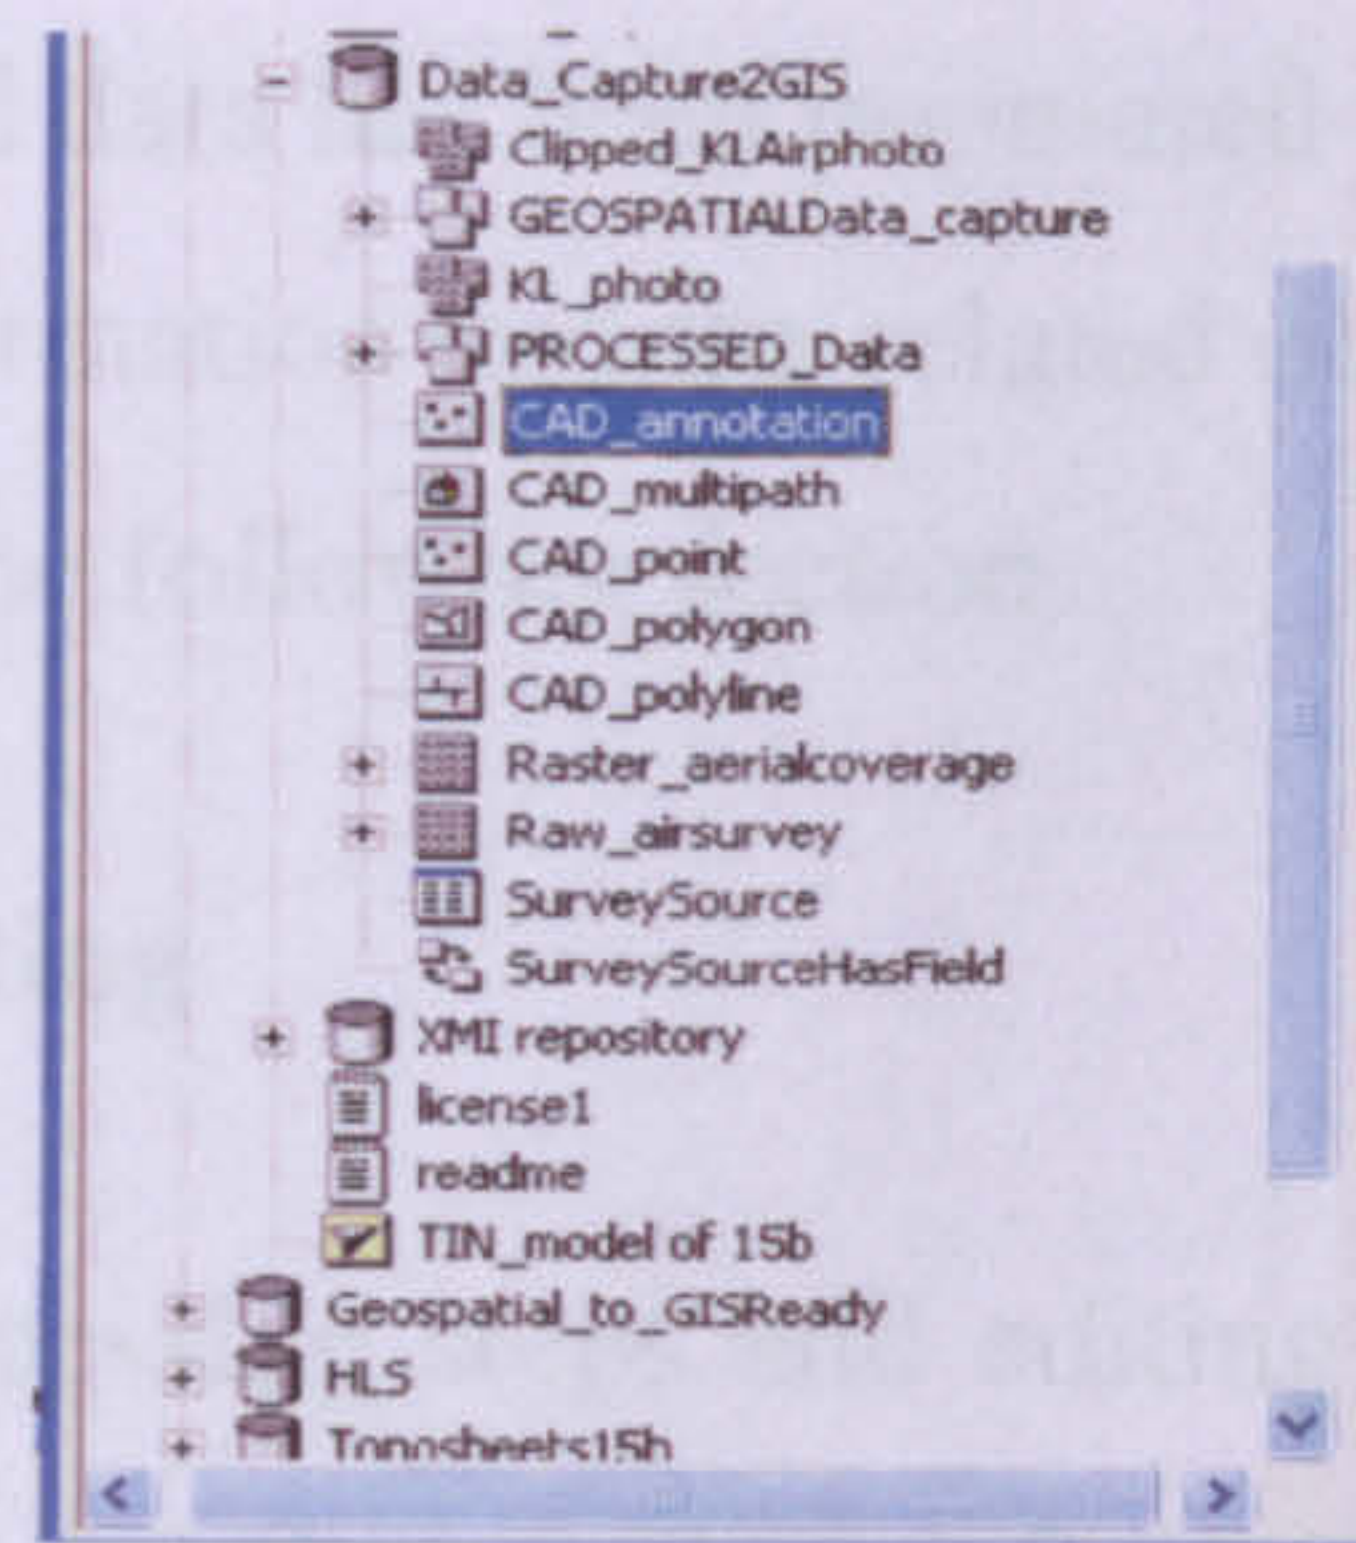 Data_Capture2GIS
Clipped_KLAirphoto
GEOSPATIALData_capture
KL_photo
PROCESSED_Data
CAD_annotation
CAD_multipath
CAD_point
CAD_polygon
CAD_polyline
Raster_aerialcoverage
Raw_airsurvey
SurveySource
SurveySourceHasField
XMI repository
license1
readme
TIN_model of 15b
Geospatial_to_GISReady
HLS
Toposheets15b